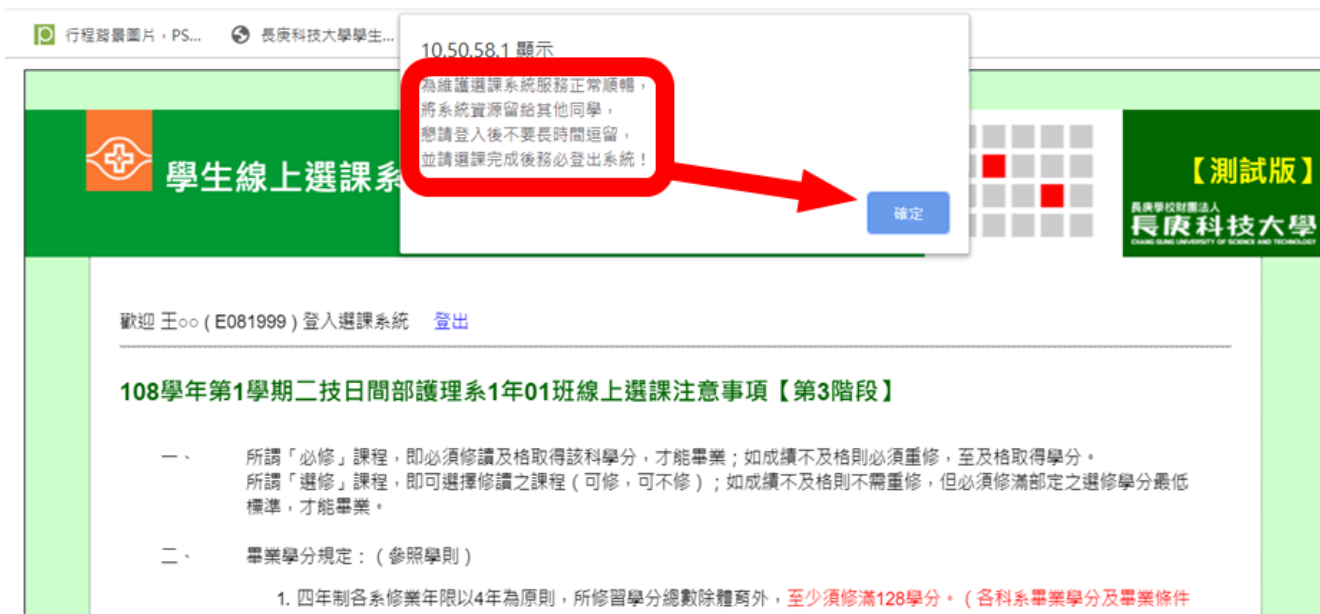 行程背景圖片，PS...
長庚科技大學學生...
10.50.58.1 顯示
為維護選課系統服務正常順暢，
將系統資源留給其他同學，
懇請登入後不要長時間逗留，
並請選課完成後務必登出系統！
確定
學生線上選課系
【測試版】
長庚學校財團法人
長庚科技大學
CHANG GUNG UNIVERSITY OF SCIENCE AND TECHNOLOGY
歡迎 王○○ ( E081999 ) 登入選課系統 登出
108學年第1學期二技日間部護理系1年01班線上選課注意事項【第3階段】
一、 所謂「必修」課程，即必須修讀及格取得該科學分，才能畢業；如成績不及格則必須重修，至及格取得學分。
所謂「選修」課程，即可選擇修讀之課程（可修，可不修）；如成績不及格則不需重修，但必須修滿部定之選修學分最低
標準，才能畢業。
二、 畢業學分規定：（參照學則）
1. 四年制各系修業年限以4年為原則，所修習學分總數除體育外，至少須修滿128學分。（各科系畢業學分及畢業條件